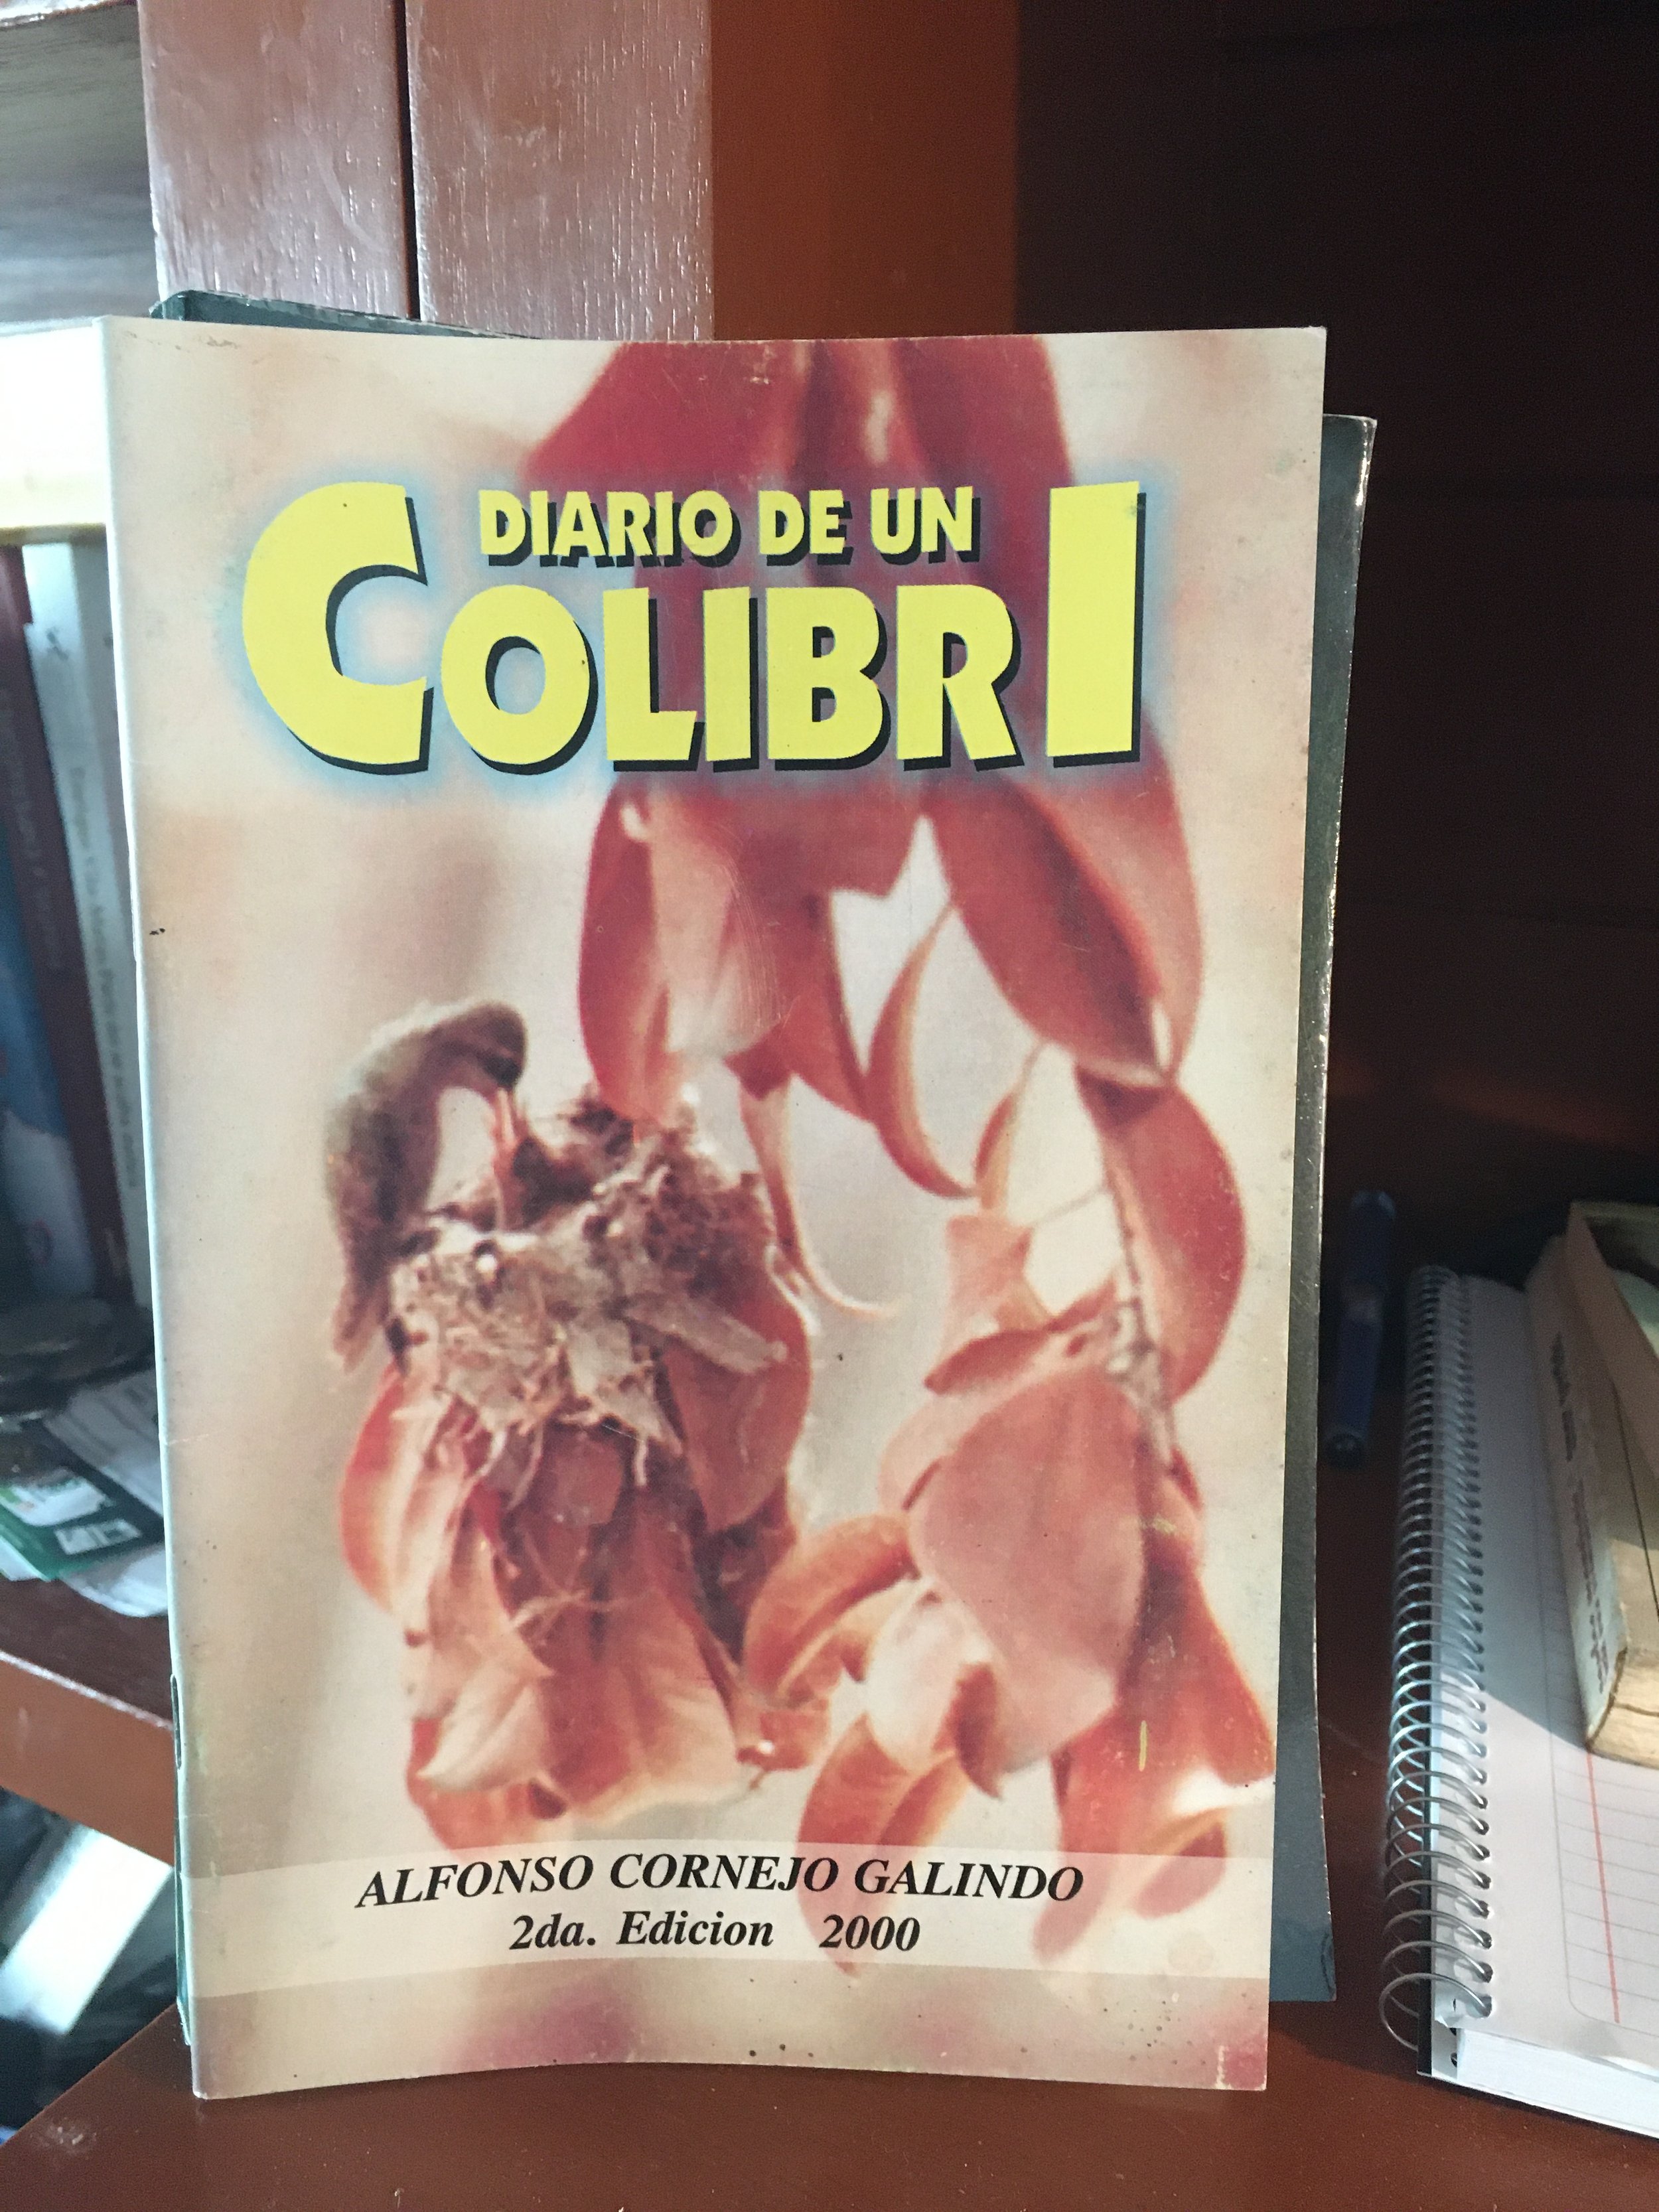 DIARIO DE UN
COLIBRI
ALFONSO CORNEJO GALINDO
2da. Edicion 2000